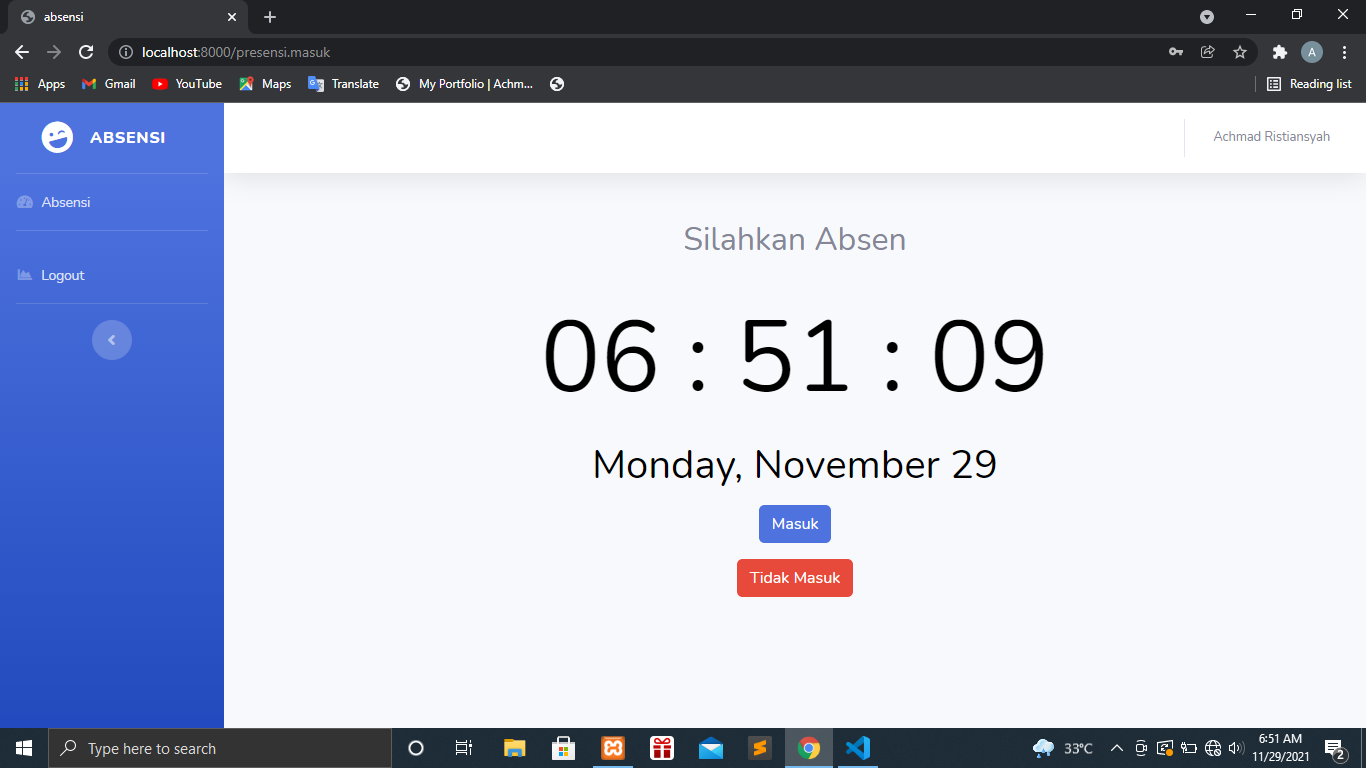 absensi
localhost:8000/presensi.masuk
A
Apps
Gmail
YouTube
Maps
Translate
My Portfolio | Achm...
Reading list
ABSENSI
Achmad Ristiansyah
Absensi
Logout
Silahkan Absen
06 : 51 : 09
Monday, November 29
Masuk
Tidak Masuk
Type here to search
33°C
6:51 AM
11/29/2021
2